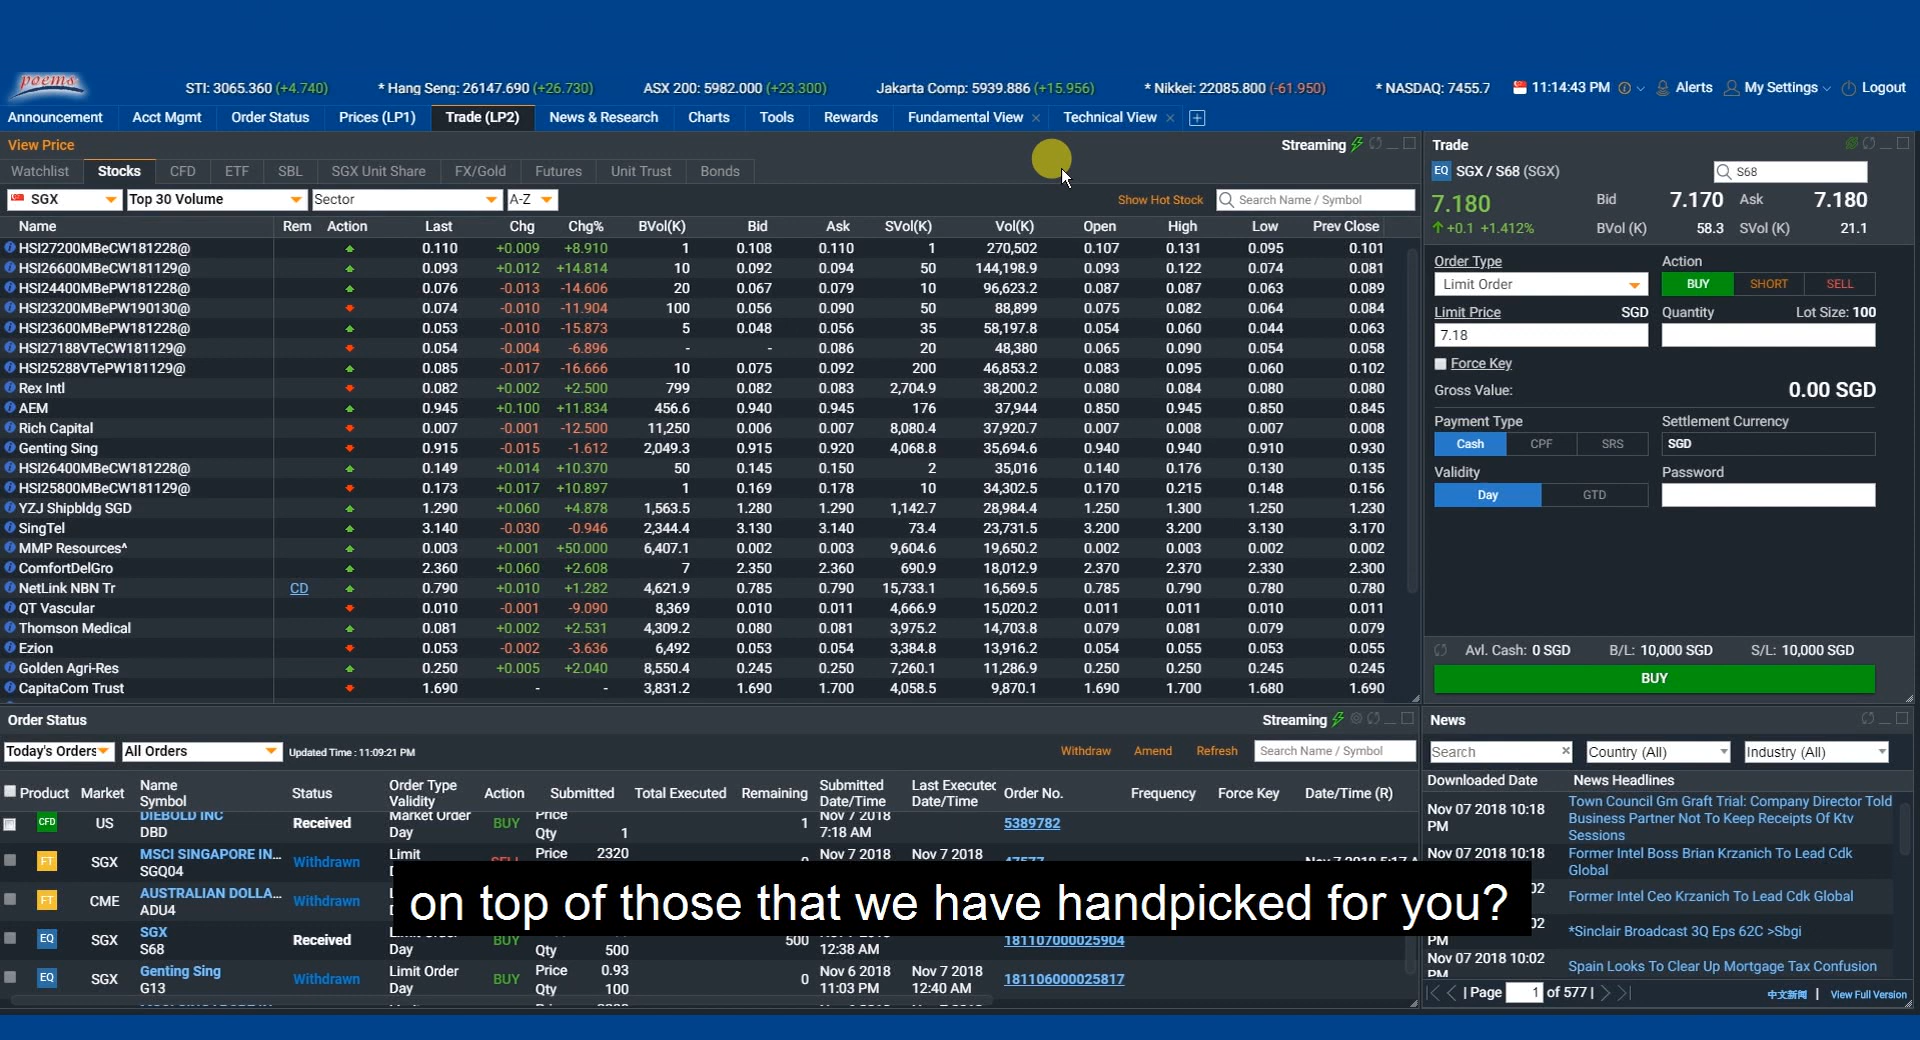 poems
STI: 3065.360 (+4.740) * Hang Seng: 26147.690 (+26.730) ASX 200: 5982.000 (+23.300) Jakarta Comp: 5939.886 (+15.956) * Nikkei: 22085.800 (-61.950) * NASDAQ: 7455.7 11:14:43 PM Alerts My Settings Logout
Announcement Acct Mgmt Order Status Prices (LP1) Trade (LP2) News & Research Charts Tools Rewards Fundamental View × Technical View × +
View Price Streaming
Watchlist Stocks CFD ETF SBL SGX Unit Share FX/Gold Futures Unit Trust Bonds
SGX Top 30 Volume Sector A-Z Show Hot Stock Search Name / Symbol
Name Rem Action Last Chg Chg% BVol(K) Bid Ask SVol(K) Vol(K) Open High Low Prev Close
HSI27200MBeCW181228@ 0.110 +0.009 +8.910 1 0.108 0.110 1 270,502 0.107 0.131 0.095 0.101
HSI26600MBeCW181129@ 0.093 +0.012 +14.814 10 0.092 0.094 50 144,198.9 0.093 0.122 0.074 0.081
HSI24400MBePW181228@ 0.076 -0.013 -14.606 20 0.067 0.079 10 96,623.2 0.087 0.087 0.063 0.089
HSI23200MBePW190130@ 0.074 -0.010 -11.904 100 0.056 0.090 50 88,899 0.075 0.082 0.064 0.084
HSI23600MBePW181228@ 0.053 -0.010 -15.873 5 0.048 0.056 35 58,197.8 0.054 0.060 0.044 0.063
HSI27188VTeCW181129@ 0.054 -0.004 -6.896 - - 0.086 20 48,380 0.065 0.090 0.054 0.058
HSI25288VTePW181129@ 0.085 -0.017 -16.666 10 0.075 0.092 200 46,853.2 0.083 0.095 0.060 0.102
Rex Intl 0.082 +0.002 +2.500 799 0.082 0.083 2,704.9 38,200.2 0.080 0.084 0.080 0.080
AEM 0.945 +0.100 +11.834 456.6 0.940 0.945 176 37,944 0.850 0.945 0.850 0.845
Rich Capital 0.007 -0.001 -12.500 11,250 0.006 0.007 8,080.4 37,920.7 0.007 0.008 0.007 0.008
Genting Sing 0.915 -0.015 -1.612 2,049.3 0.915 0.920 4,068.8 35,694.6 0.940 0.940 0.910 0.930
HSI26400MBeCW181228@ 0.149 +0.014 +10.370 50 0.145 0.150 2 35,016 0.140 0.176 0.130 0.135
HSI25800MBeCW181129@ 0.173 +0.017 +10.897 1 0.169 0.178 10 34,302.5 0.170 0.215 0.148 0.156
YZJ Shipbldg SGD 1.290 +0.060 +4.878 1,563.5 1.280 1.290 1,142.7 28,984.4 1.250 1.300 1.250 1.230
SingTel 3.140 -0.030 -0.946 2,344.4 3.130 3.140 73.4 23,731.5 3.200 3.200 3.130 3.170
MMP Resources^ 0.003 +0.001 +50.000 6,407.1 0.002 0.003 9,604.6 19,650.2 0.002 0.003 0.002 0.002
ComfortDelGro 2.360 +0.060 +2.608 7 2.350 2.360 690.9 18,012.9 2.370 2.370 2.330 2.300
NetLink NBN Tr CD 0.790 +0.010 +1.282 4,621.9 0.785 0.790 15,733.1 16,569.5 0.785 0.790 0.780 0.780
QT Vascular 0.010 -0.001 -9.090 8,369 0.010 0.011 4,666.9 15,020.2 0.011 0.011 0.010 0.011
Thomson Medical 0.081 +0.002 +2.531 4,309.2 0.080 0.081 3,975.2 14,703.8 0.079 0.081 0.079 0.079
Ezion 0.053 -0.002 -3.636 6,492 0.053 0.054 3,384.8 13,916.2 0.054 0.055 0.053 0.055
Golden Agri-Res 0.250 +0.005 +2.040 8,550.4 0.245 0.250 7,260.1 11,286.9 0.250 0.250 0.245 0.245
CapitaCom Trust 1.690 - - 3,831.2 1.690 1.700 4,058.5 9,870.1 1.690 1.700 1.680 1.690
Trade
EQ SGX / S68 (SGX) S68
7.180 Bid 7.170 Ask 7.180
+0.1 +1.412% BVol (K) 58.3 SVol (K) 21.1
Order Type Action
Limit Order BUY SHORT SELL
Limit Price SGD Quantity Lot Size: 100
7.18
Force Key
Gross Value: 0.00 SGD
Payment Type Settlement Currency
Cash CPF SRS SGD
Validity Password
Day GTD
Avl. Cash: 0 SGD B/L: 10,000 SGD S/L: 10,000 SGD
BUY
Order Status Streaming
Today's Orders All Orders Updated Time : 11:09:21 PM Withdraw Amend Refresh Search Name / Symbol
Product Market Name Symbol Status Order Type Validity Action Submitted Total Executed Remaining Submitted Date/Time Last Executed Date/Time Order No. Frequency Force Key Date/Time (R)
CFD US DIEBOLD INC Received Market Order BUY Price 1 Nov 7 2018 5389782
DBD Day Qty 1 7:18 AM
FT SGX MSCI SINGAPORE IN... Withdrawn Limit SELL Price 2320 0 Nov 7 2018 Nov 7 2018 47577 Nov 7 2018 5:17 A
SGQ04
FT CME AUSTRALIAN DOLLA... Withdrawn
ADU4
EQ SGX SGX Received Limit Order BUY 500 181107000025904
S68 Day Qty 500 12:38 AM
EQ SGX Genting Sing Withdrawn Limit Order BUY Price 0.93 0 Nov 6 2018 Nov 7 2018 181106000025817
G13 Day Qty 100 11:03 PM 12:40 AM
on top of those that we have handpicked for you?
News
Search × Country (All) Industry (All)
Downloaded Date News Headlines
Nov 07 2018 10:18 PM Town Council Gm Graft Trial: Company Director Told
Business Partner Not To Keep Receipts Of Ktv
Sessions
Nov 07 2018 10:18 Former Intel Boss Brian Krzanich To Lead Cdk
Global
02 Former Intel Ceo Krzanich To Lead Cdk Global
02 PM *Sinclair Broadcast 3Q Eps 62C >Sbgi
Nov 07 2018 10:02 PM Spain Looks To Clear Up Mortgage Tax Confusion
| Page 1 of 577 | 中文新闻 | View Full Version